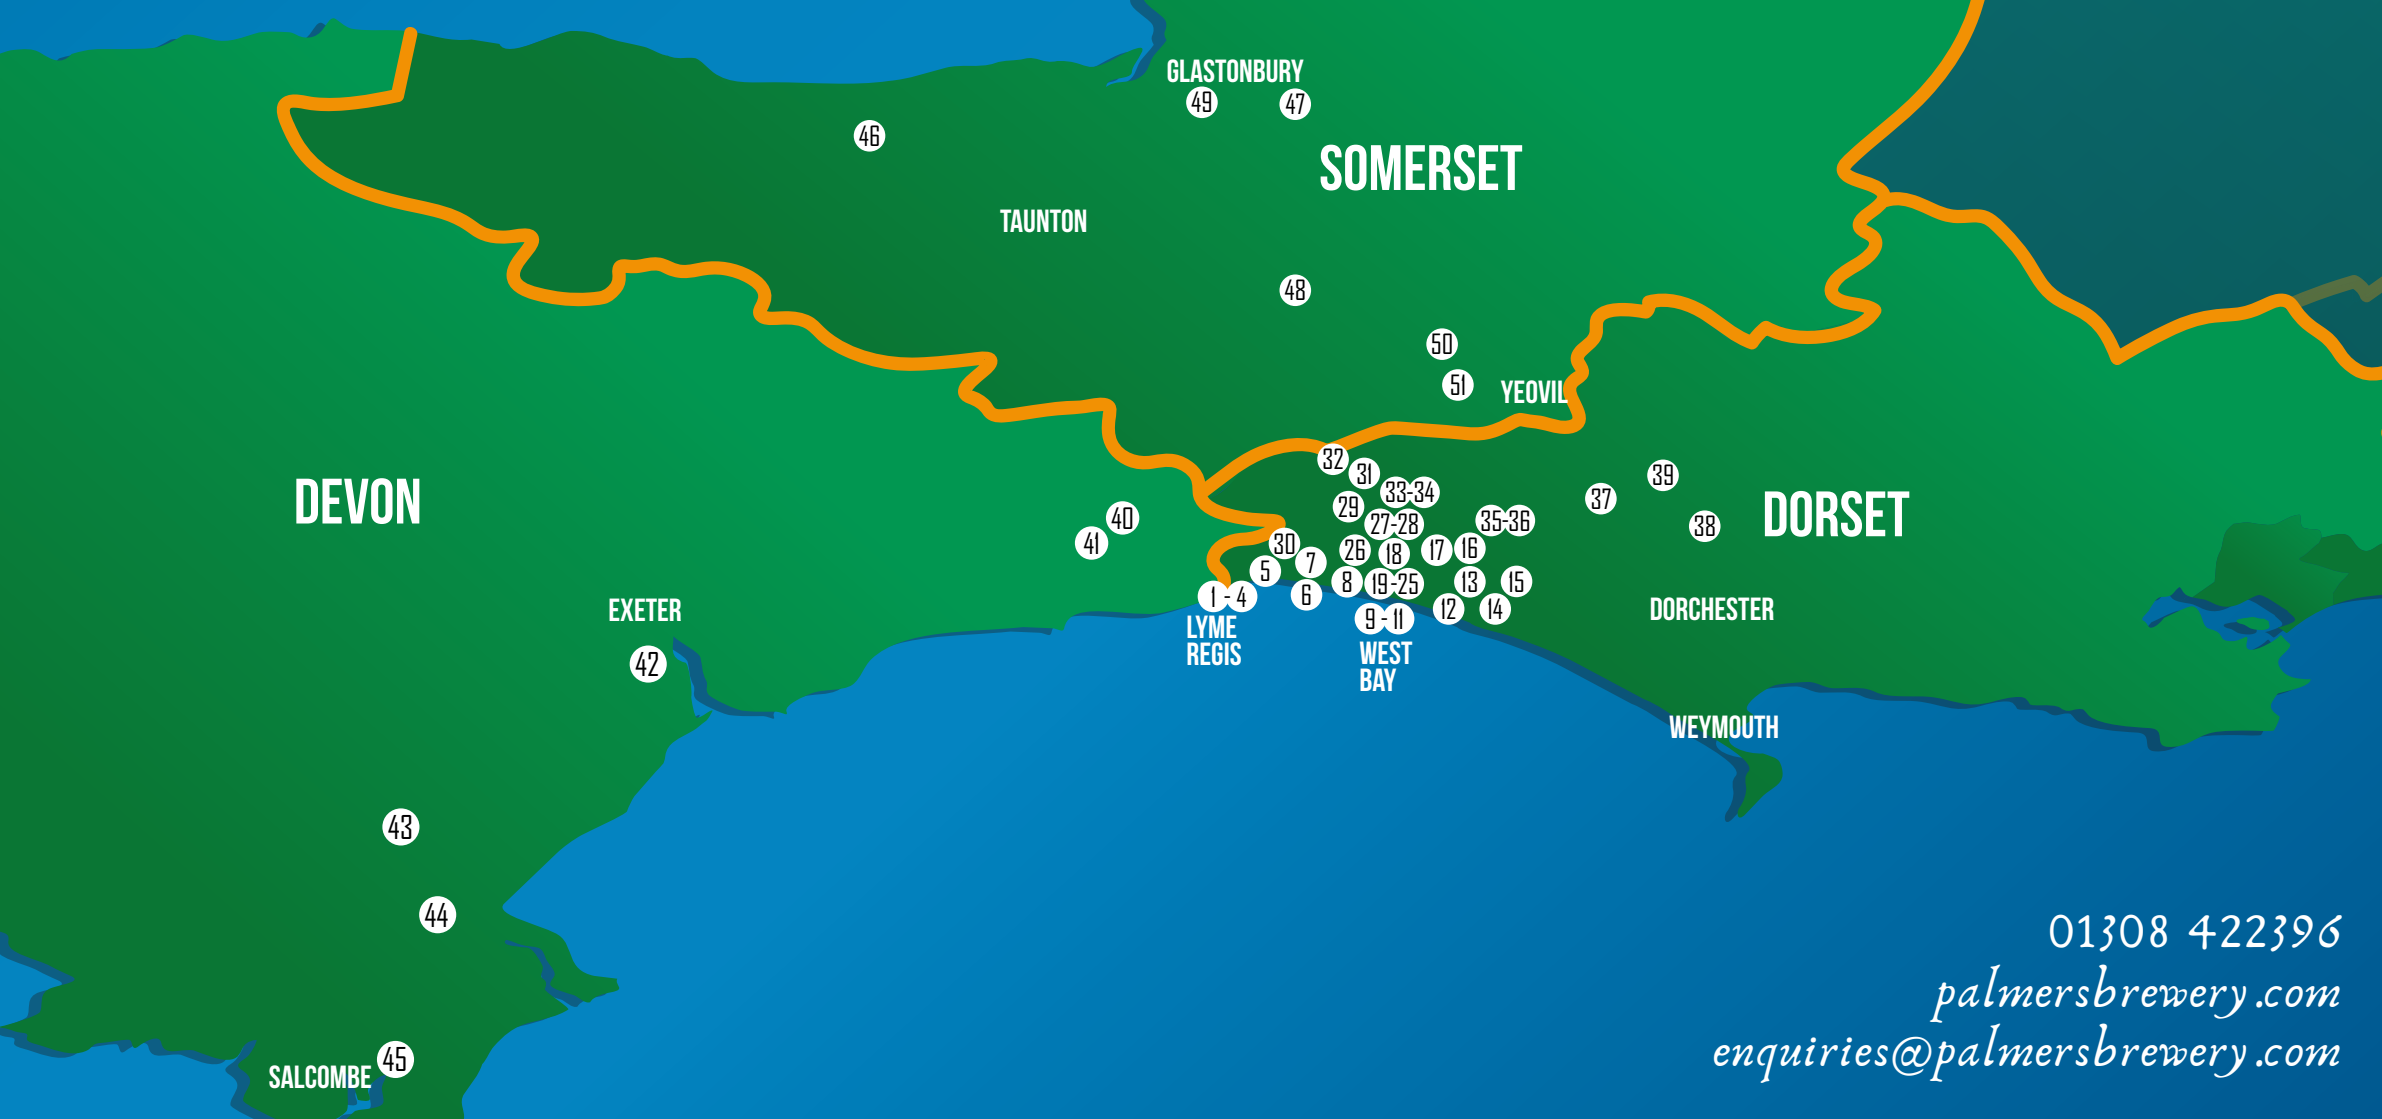 GLASTONBURY
49
47
46
SOMERSET
TAUNTON
48
50
51
YEOVIL
32
31
33-34
39
37
29
DEVON
DORSET
40
27-28
35-36
38
41
30
26
18
17
16
7
5
8
19-25
13
15
1 - 4
6
EXETER
9 - 11
12
14
DORCHESTER
LYME
REGIS
WEST
BAY
42
WEYMOUTH
43
44
01308 422396
palmersbrewery.com
enquiries@palmersbrewery.com
45
SALCOMBE